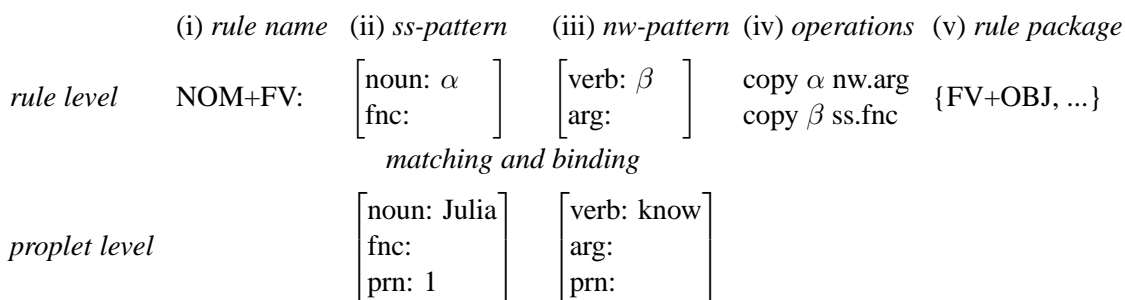 (i) rule name (ii) ss-pattern (iii) nw-pattern (iv) operations (v) rule package
rule level NOM+FV: [noun: α [verb: β copy α nw.arg {FV+OBJ, ...}
fnc: ] arg: ] copy β ss.fnc
matching and binding
[noun: Julia] [verb: know]
proplet level fnc: arg:
prn: 1 prn: